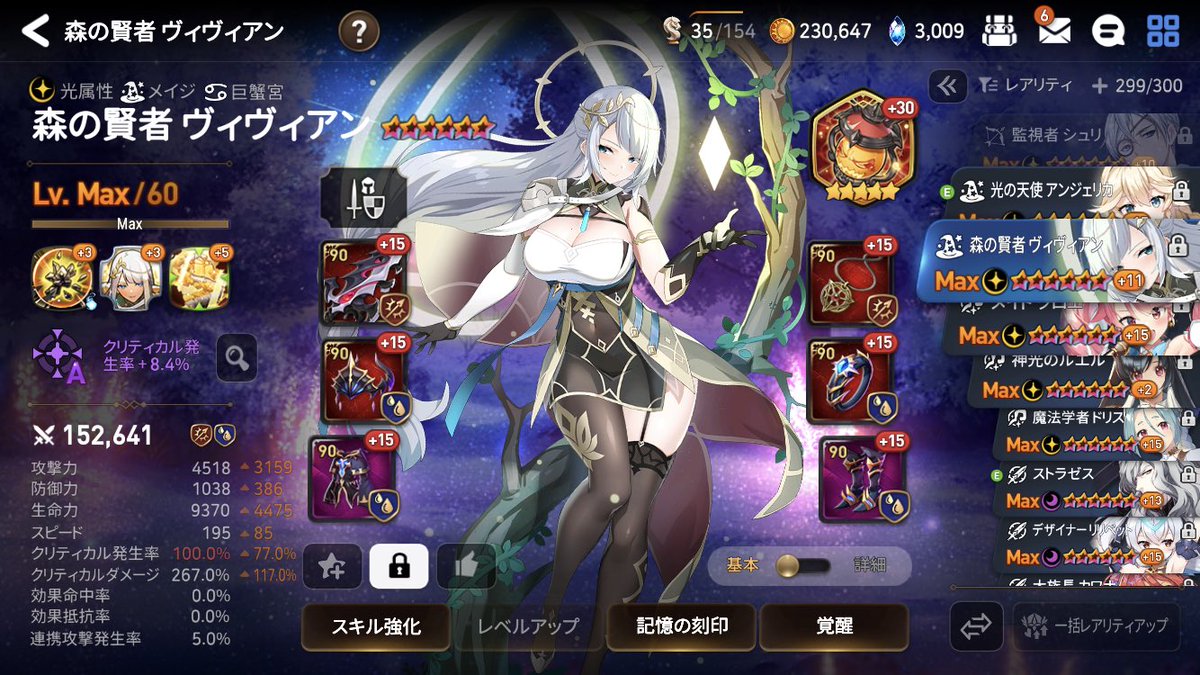 森の賢者 ヴィヴィアン
?
35/154
230,647
3,009
6
光属性 メイジ 巨蟹宮
森の賢者 ヴィヴィアン
Lv. Max/60
Max
+3
+3
+5
A
クリティカル発
生率 + 8.4%
152,641
攻撃力 4518 3159
防御力 1038 386
生命力 9370 4475
スピード 195 85
クリティカル発生率 100.0% 77.0%
クリティカルダメージ 267.0% 117.0%
効果命中率 0.0%
効果抵抗率 0.0%
連携攻撃発生率 5.0%
90 +15
90 +15
90 +15
+30
90 +15
90 +15
90 +15
基本
詳細
スキル強化
レベルアップ
記憶の刻印
覚醒
レアリティ
299/300
監視者 シュリ
Max +10
E 光の天使 アンジェリカ
森の賢者 ヴィヴィアン
Max +11
Max +15
神光のルエル
Max +2
魔法学者ドリス
Max +15
E ストラゼス
Max +13
デザイナーリリベット
Max +15
一括レアリティアップ